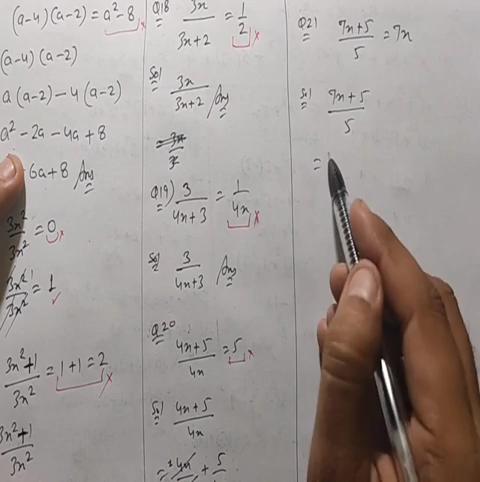 (a-4)(a-2) = a²-8 x
(a-4)(a-2)
a(a-2)-4(a-2)
a²-2a-4a+8
-6a+8 Ans
3x²/3x² = 0 x
3x²/3x² = 1 ✓
3x²+1/3x² = 1+1=2 x
3x²+1/3x²
Q18 3x/3x+2 = 1/2 x
Sol 3x/3x+2 Ans
Q19) 3/4x+3 = 1/4x x
Sol 3/4x+3 Ans
Q20
4x+5/4x = 5 x
Sol 4x+5/4x
= 4x + 5
Q21 7x+5/5 = 7x
Sol 7x+5/5
=